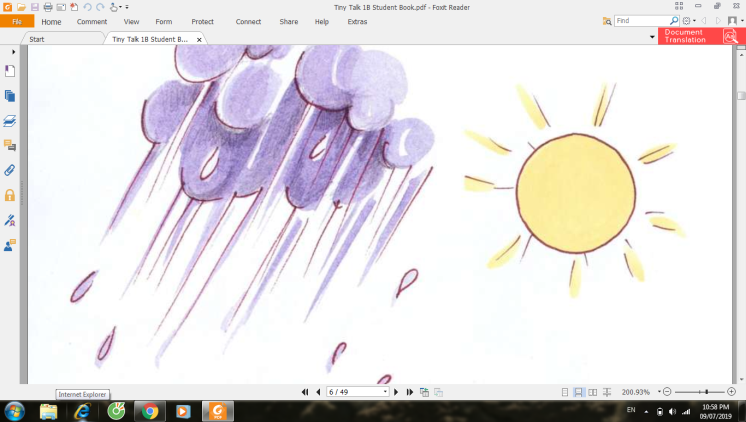 Tiny Talk 1B Student Book.pdf - Foxit Reader
File Home Comment View Form Protect Connect Share Help Extras
Find
Start
Tiny Talk 1B Student B...
Document
Translation
6 / 49
200.93%
Internet Explorer
EN
10:58 PM
09/07/2019